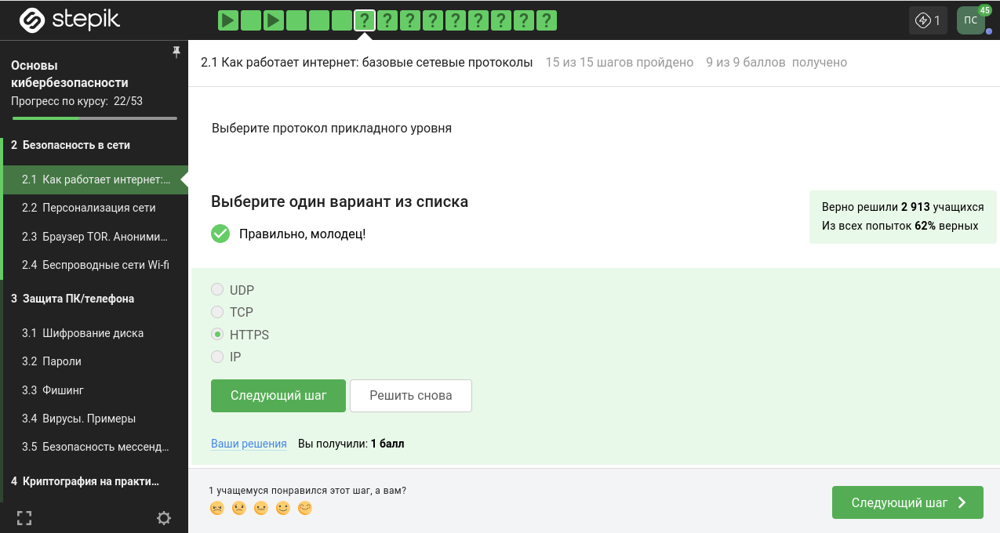 stepik
? ? ? ? ? ? ? ? ?
1
ПС
45
Основы
кибербезопасности
Прогресс по курсу: 22/53
2 Безопасность в сети
2.1 Как работает интернет:...
2.2 Персонализация сети
2.3 Браузер TOR. Аноними...
2.4 Беспроводные сети Wi-fi
3 Защита ПК/телефона
3.1 Шифрование диска
3.2 Пароли
3.3 Фишинг
3.4 Вирусы. Примеры
3.5 Безопасность мессенд...
4 Криптография на практи...
2.1 Как работает интернет: базовые сетевые протоколы 15 из 15 шагов пройдено 9 из 9 баллов получено
Выберите протокол прикладного уровня
Выберите один вариант из списка
Правильно, молодец!
Верно решили 2 913 учащихся
Из всех попыток 62% верных
UDP
TCP
HTTPS
IP
Следующий шаг
Решить снова
Ваши решения Вы получили: 1 балл
1 учащемуся понравился этот шаг, а вам?
Следующий шаг